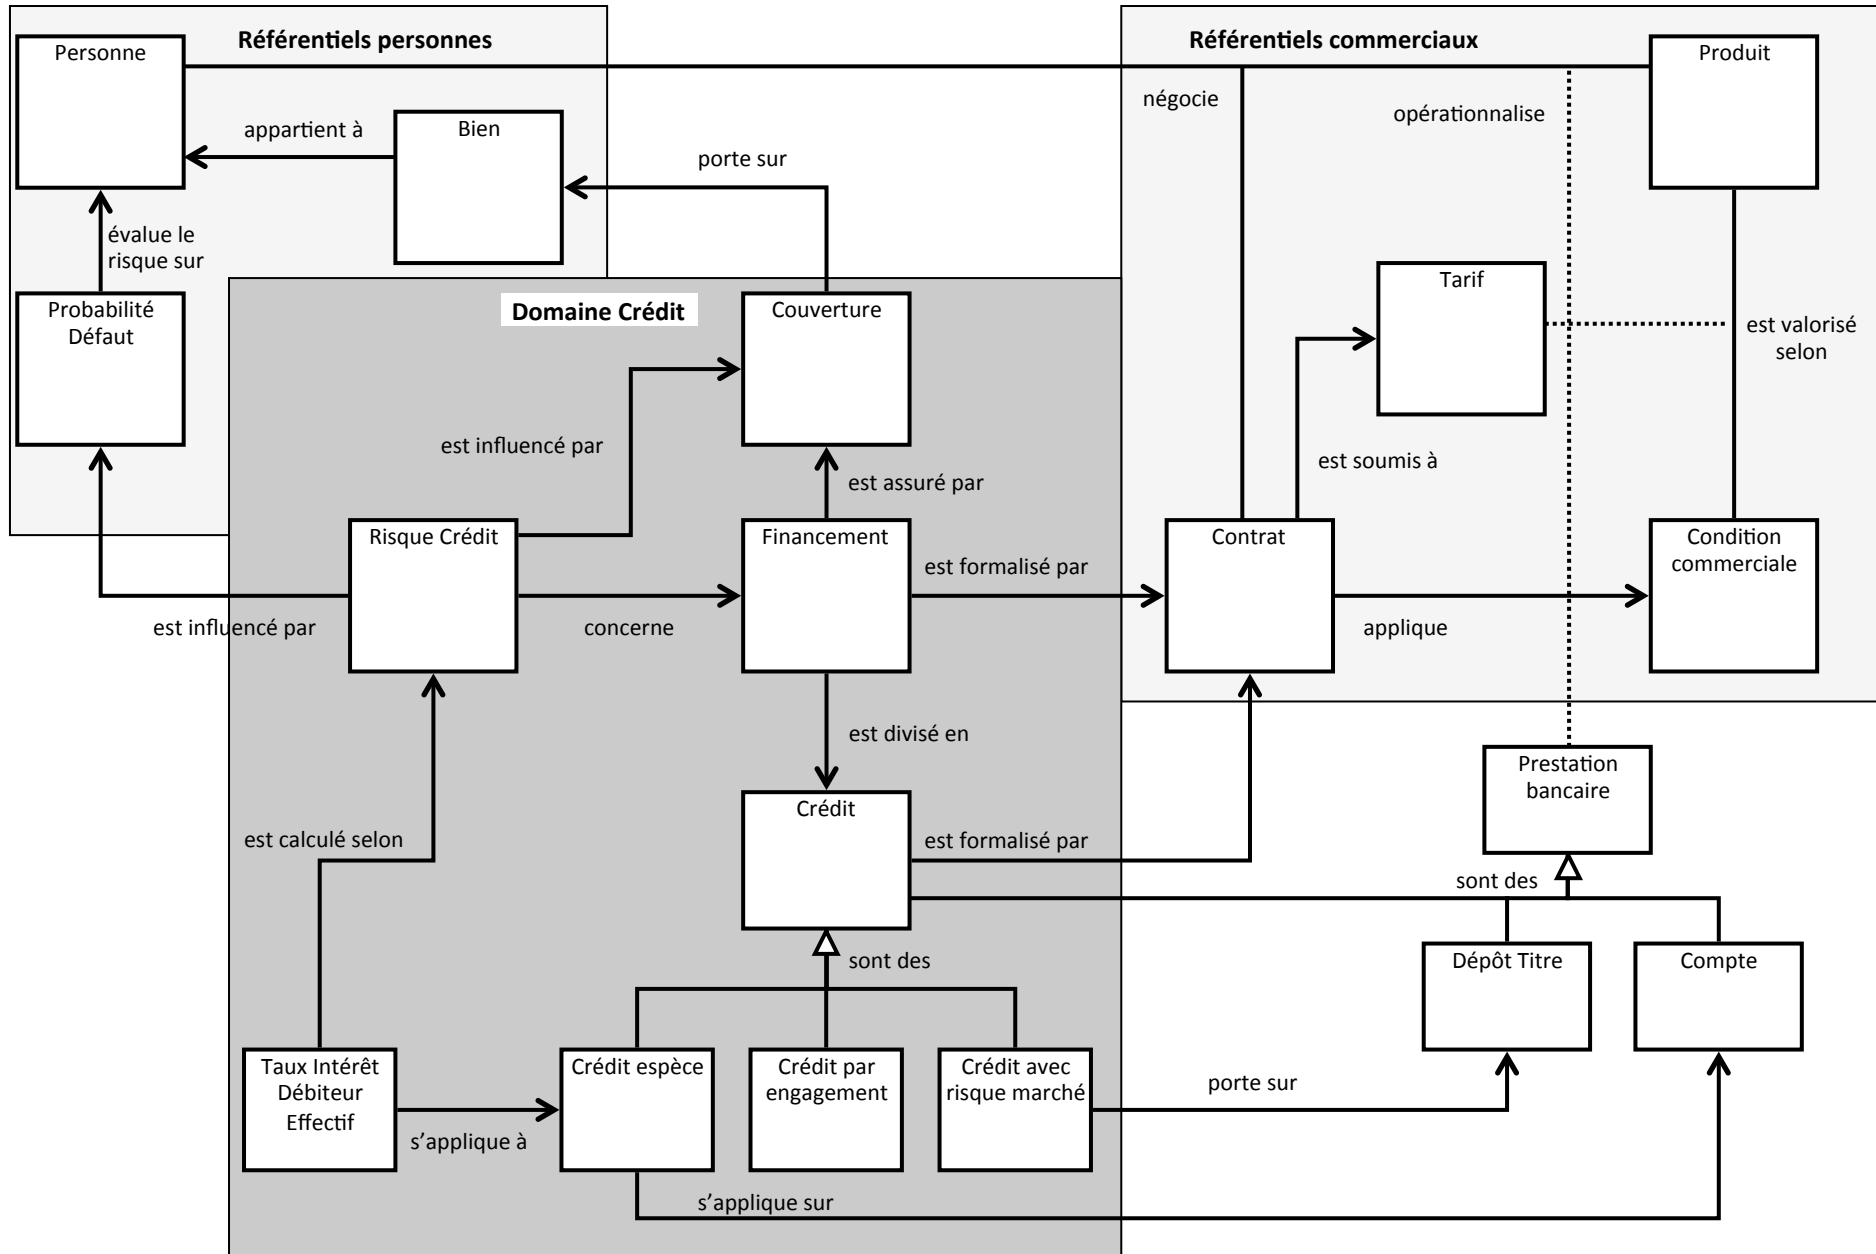 Référentiels personnes
Référentiels commerciaux
Personne
Produit
négocie
opérationnalise
appartient à
Bien
porte sur
évalue le
risque sur
Probabilité
Défaut
Domaine Crédit
Couverture
Tarif
est valorisé
selon
est influencé par
est assuré par
est soumis à
Risque Crédit
Financement
est formalisé par
Contrat
Condition
commerciale
est influencé par
concerne
applique
est divisé en
Prestation
bancaire
Crédit
est calculé selon
est formalisé par
sont des
sont des
Dépôt Titre
Compte
Taux Intérêt
Débiteur
Effectif
Crédit espèce
Crédit par
engagement
Crédit avec
risque marché
porte sur
s’applique à
s’applique sur